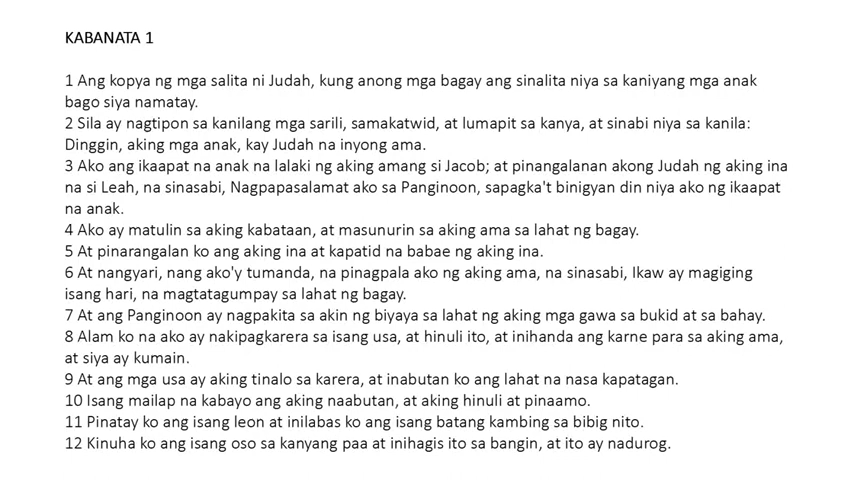 KABANATA 1
1 Ang kopya ng mga salita ni Judah, kung anong mga bagay ang sinalita niya sa kaniyang mga anak
bago siya namatay.
2 Sila ay nagtipon sa kanilang mga sarili, samakatwid, at lumapit sa kanya, at sinabi niya sa kanila:
Dinggin, aking mga anak, kay Judah na inyong ama.
3 Ako ang ikaapat na anak na lalaki ng aking amang si Jacob; at pinangalanan akong Judah ng aking ina
na si Leah, na sinasabi, Nagpapasalamat ako sa Panginoon, sapagka't binigyan din niya ako ng ikaapat
na anak.
4 Ako ay matulin sa aking kabataan, at masunurin sa aking ama sa lahat ng bagay.
5 At pinarangalan ko ang aking ina at kapatid na babae ng aking ina.
6 At nangyari, nang ako'y tumanda, na pinagpala ako ng aking ama, na sinasabi, Ikaw ay magiging
isang hari, na magtatagumpay sa lahat ng bagay.
7 At ang Panginoon ay nagpakita sa akin ng biyaya sa lahat ng aking mga gawa sa bukid at sa bahay.
8 Alam ko na ako ay nakipagkarera sa isang usa, at hinuli ito, at inihanda ang karne para sa aking ama,
at siya ay kumain.
9 At ang mga usa ay aking tinalo sa karera, at inabutan ko ang lahat na nasa kapatagan.
10 Isang mailap na kabayo ang aking naabutan, at aking hinuli at pinaamo.
11 Pinatay ko ang isang leon at inilabas ko ang isang batang kambing sa bibig nito.
12 Kinuha ko ang isang oso sa kanyang paa at inihagis ito sa bangin, at ito ay nadurog.